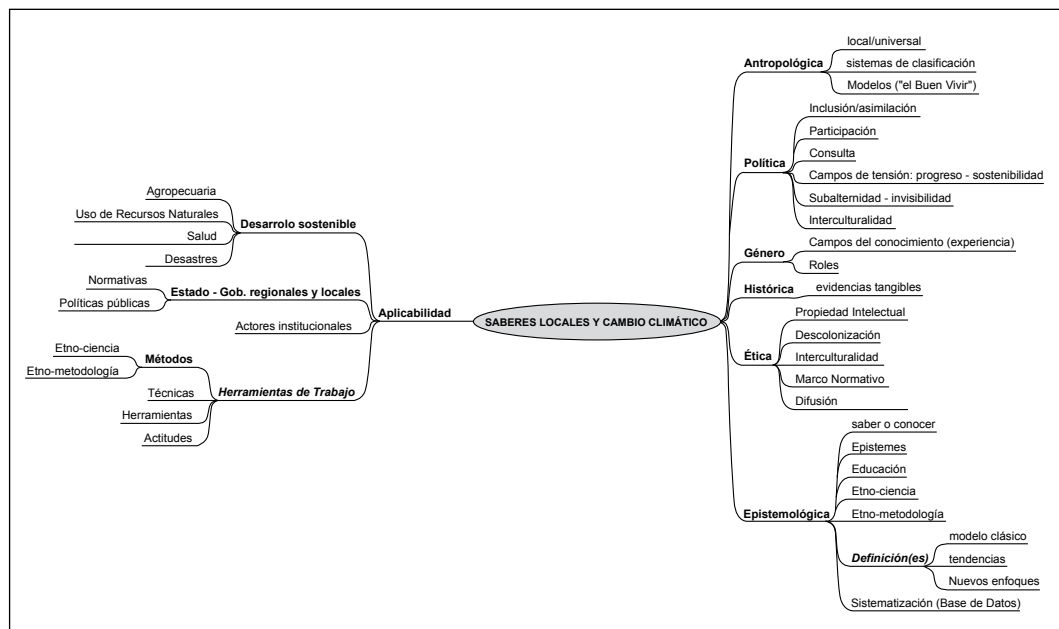 SABERES LOCALES Y CAMBIO CLIMÁTICO
Antropológica
local/universal
sistemas de clasificación
Modelos ("el Buen Vivir")
Política
Inclusión/asimilación
Participación
Consulta
Campos de tensión: progreso - sostenibilidad
Subalternidad - invisibilidad
Interculturalidad
Género
Campos del conocimiento (experiencia)
Roles
Histórica
evidencias tangibles
Ética
Propiedad Intelectual
Descolonización
Interculturalidad
Marco Normativo
Difusión
Epistemológica
saber o conocer
Epistemes
Educación
Etno-ciencia
Etno-metodología
Definición(es)
modelo clásico
tendencias
Nuevos enfoques
Sistematización (Base de Datos)
Aplicabilidad
Desarrolo sostenible
Agropecuaria
Uso de Recursos Naturales
Salud
Desastres
Estado - Gob. regionales y locales
Normativas
Políticas públicas
Actores institucionales
Herramientas de Trabajo
Métodos
Etno-ciencia
Etno-metodología
Técnicas
Herramientas
Actitudes